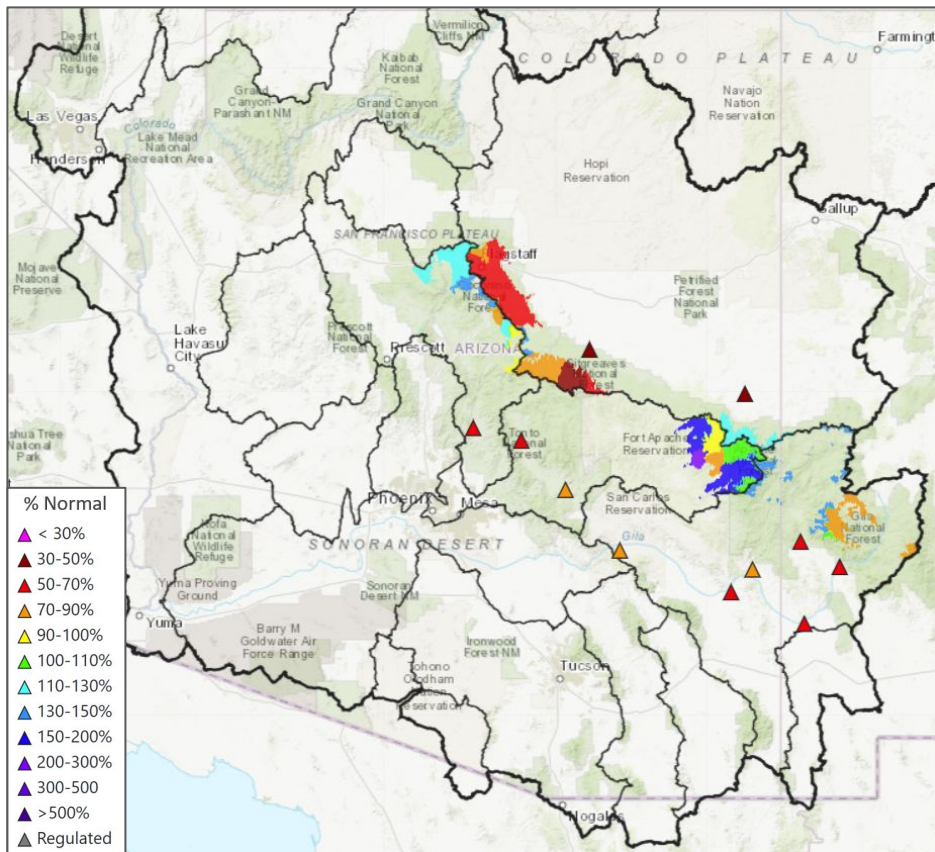 Desert
National
Wildlife
Refuge
Las Vegas
Henderson
Colorado
Lake Mead
National
Recreation Area
Grand
Canyon-
Parashant NM
Vermilion
Cliffs NM
Kaibab
National
Forest
Grand Canyon
National
Park
COLORADO PLATEAU
Farmingt
Navajo
Nation
Reservation
Hopi
Reservation
Gallup
SAN FRANCISCO PLATEAU
Flagstaff
Petrified
Forest
National
Park
Mojave
National
Preserve
Lake
Havasu
City
Prescott
National
Forest
Prescott
ARIZONA
Sitgreaves
National
Forest
shua Tree
National
Park
Tonto
National
Forest
Fort Apache
Reservation
Phoenix
Mesa
San Carlos
Reservation
Gila
Gila
National
Forest
SONORAN DESERT
Kofa
National
Wildlife
Refuge
Yuma Proving
Ground
Yuma
Sonoran
Desert NM
Barry M
Goldwater Air
Force Range
Ironwood
Forest NM
Tohono
Oodham
Nation
Reservation
Tucson
Nogales
% Normal
< 30%
30-50%
50-70%
70-90%
90-100%
100-110%
110-130%
130-150%
150-200%
200-300%
300-500
>500%
Regulated